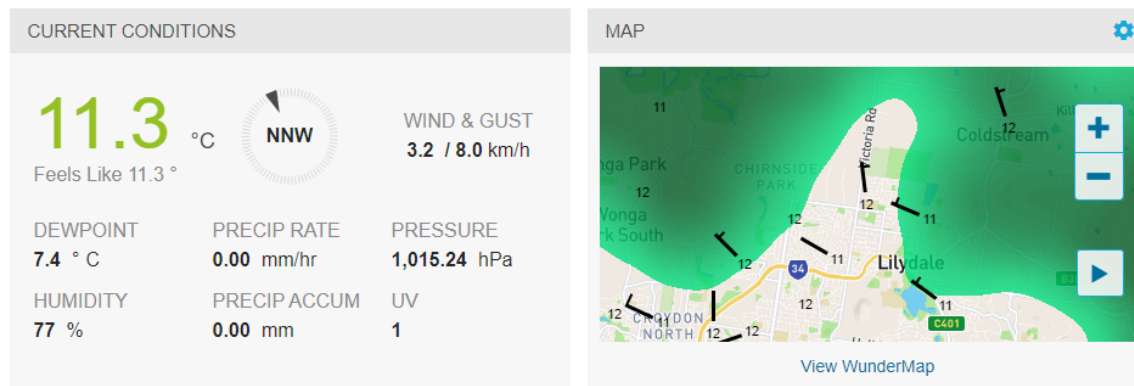 CURRENT CONDITIONS
11.3 °C
Feels Like 11.3 °
NNW
WIND & GUST
3.2 / 8.0 km/h
DEWPOINT
7.4 ° C
PRECIP RATE
0.00 mm/hr
PRESSURE
1,015.24 hPa
HUMIDITY
77 %
PRECIP ACCUM
0.00 mm
UV
1
MAP
11
Victoria Rd
12
Coldstream
+
nga Park
CHIRNSIDE
PARK
12
−
Wonga
rk South
12
12
11
12
11
34
Lilydale
12
11
12
CROYDON
NORTH
11
12
12
C401
View WunderMap